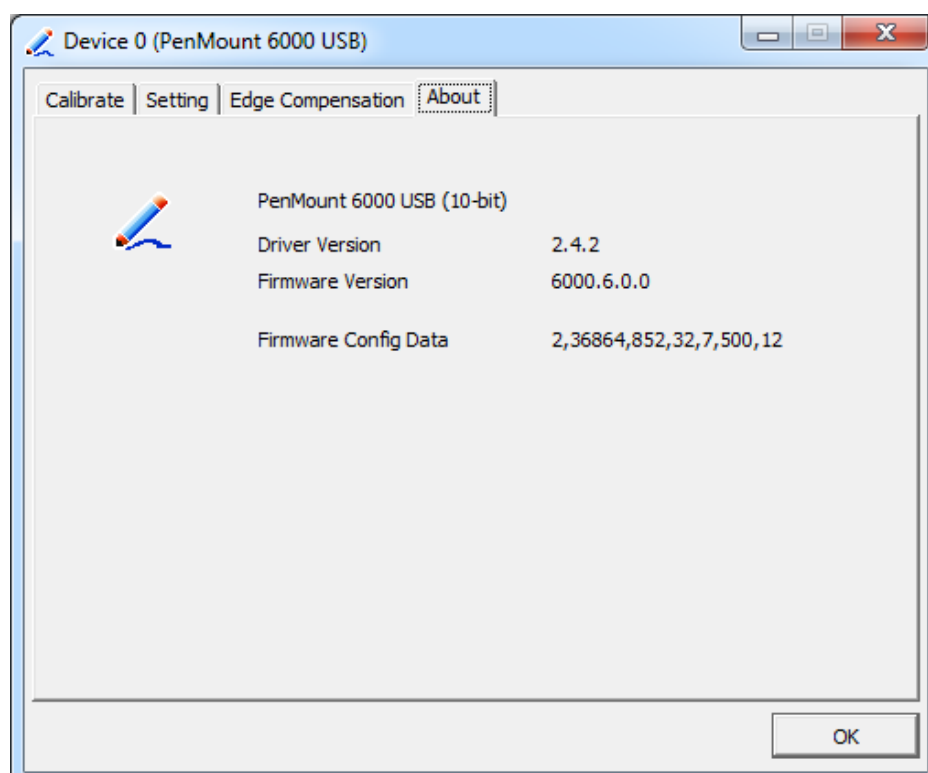 Device 0 (PenMount 6000 USB)
Calibrate Setting Edge Compensation About
PenMount 6000 USB (10-bit)
Driver Version 2.4.2
Firmware Version 6000.6.0.0
Firmware Config Data 2,36864,852,32,7,500,12
OK